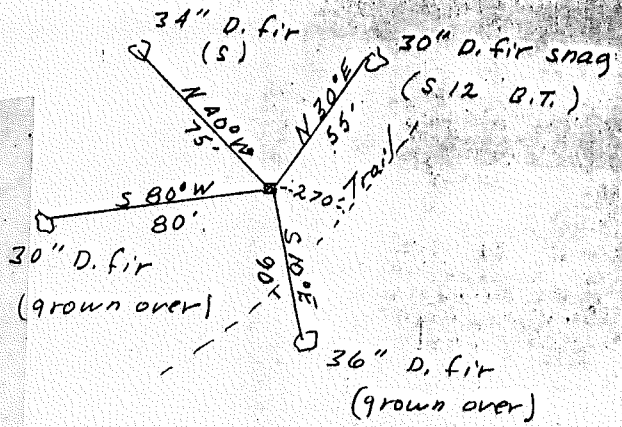 34" D. fir
(S)
30" D. fir snag
(S.12 B.T.)
N 40° W
75'
N 30° E
55'
Trail
270
S 80° W
80'
30" D. fir
(grown over)
S 10° E
90
36" D. fir
(grown over)